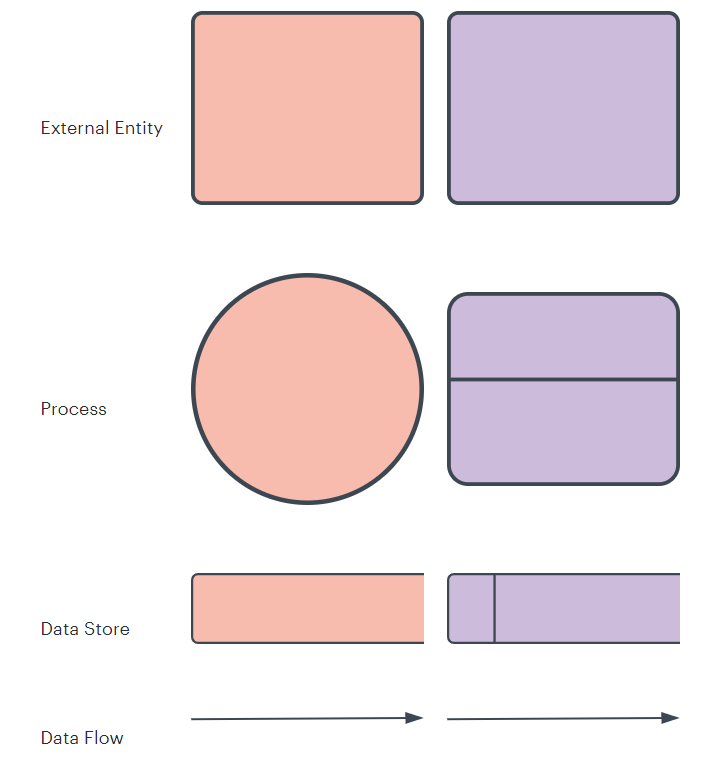 External Entity
Process
Data Store
Data Flow